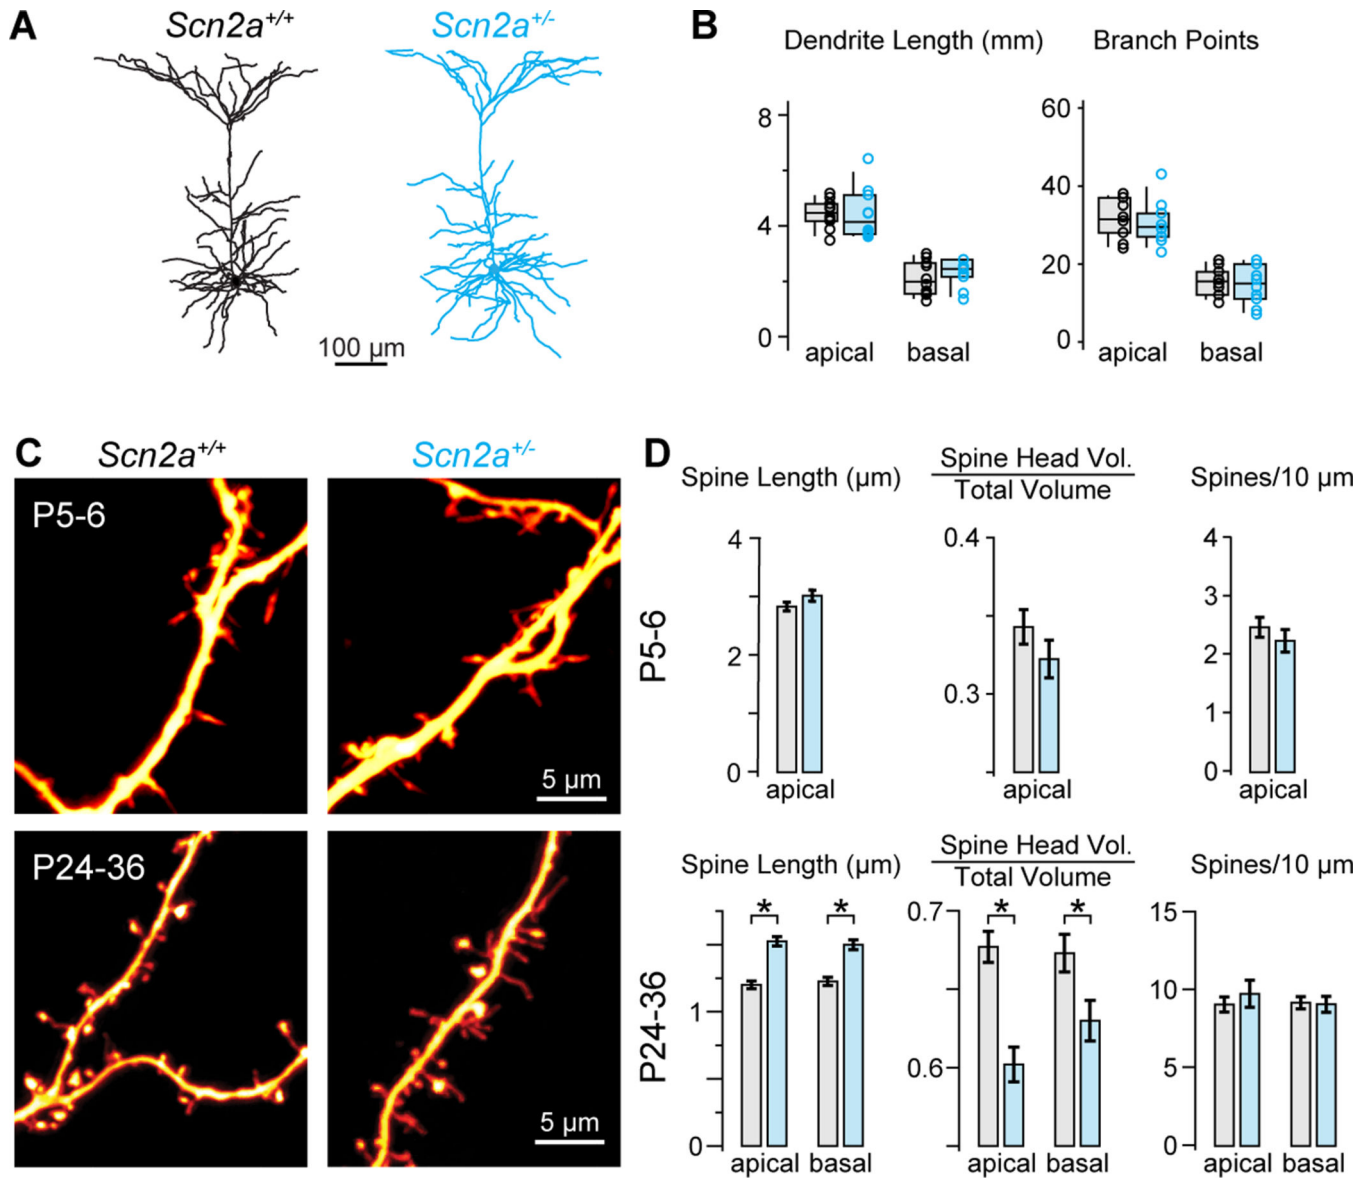 A
Scn2a+/+
Scn2a+/-
100 µm
B
Dendrite Length (mm)
Branch Points
8
4
0
apical
basal
60
40
20
0
apical
basal
C
Scn2a+/+
Scn2a+/-
P5-6
5 µm
P24-36
5 µm
D
Spine Length (µm)
Spine Head Vol.
Total Volume
Spines/10 µm
P5-6
4
2
0
apical
0.4
0.3
apical
4
3
2
1
0
apical
Spine Length (µm)
Spine Head Vol.
Total Volume
Spines/10 µm
P24-36
1
0
*
*
apical
basal
0.7
0.6
*
*
apical
basal
15
10
5
0
apical
basal